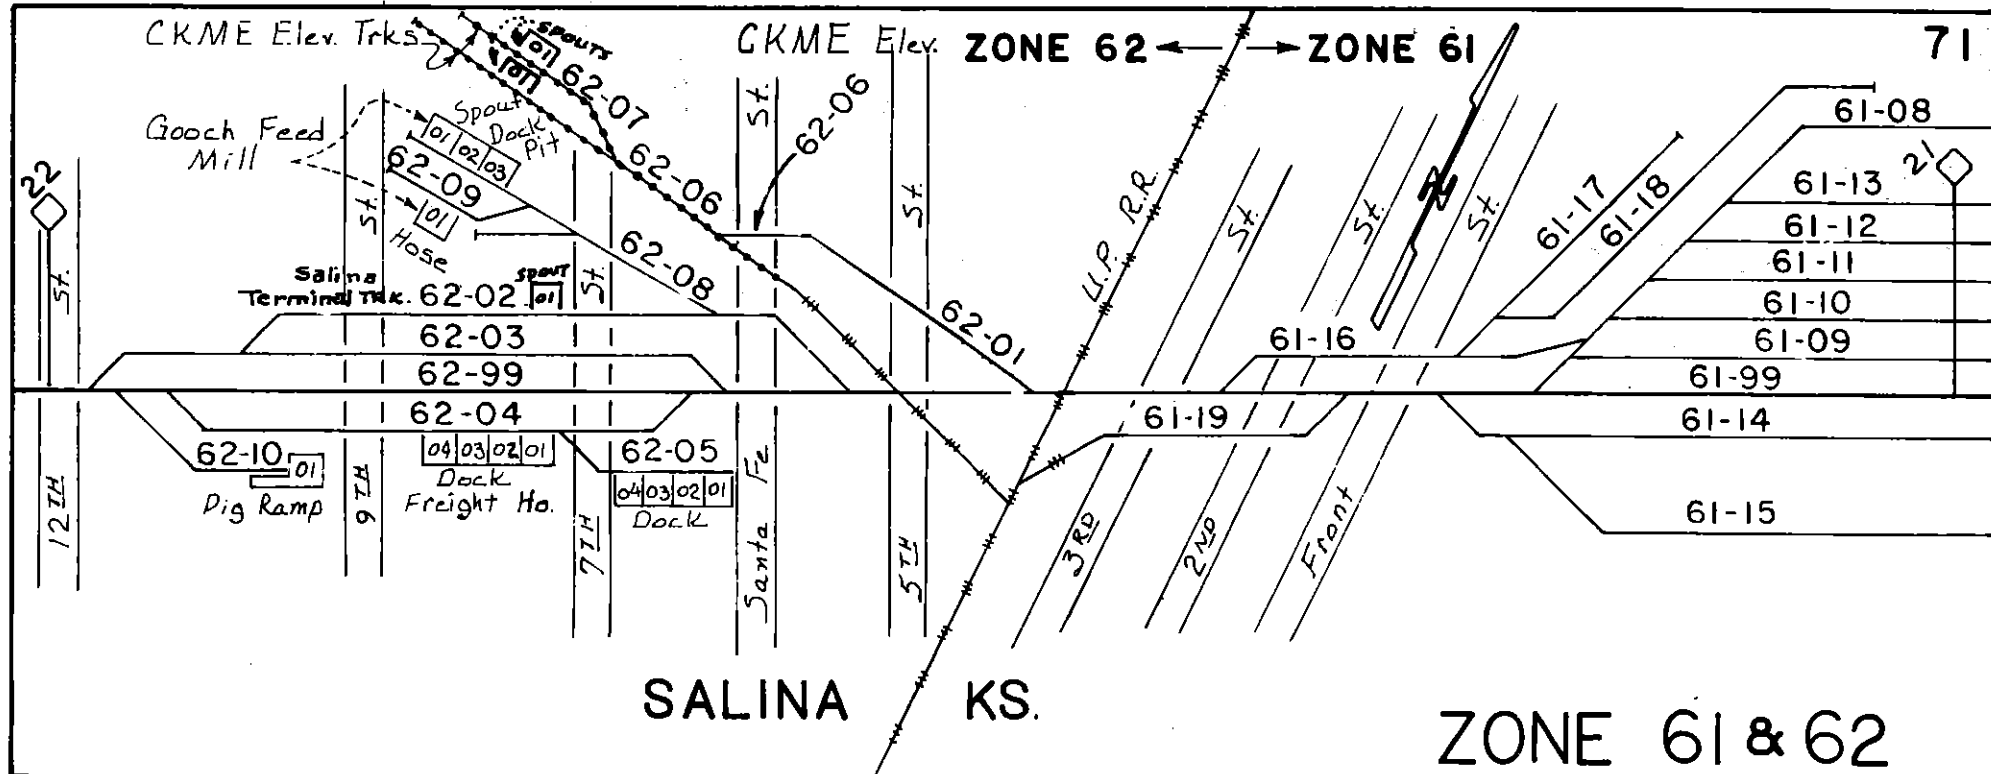 CKME Elev. Trks
SPOUTS
01
01
CKME Elev.
ZONE 62
ZONE 61
71
62-07
62-06
Gooch Feed
Mill
Spout
Dock
Pit
01 02 03
62-09
01
Hose
62-06
62-08
22
21
St.
St.
St.
St.
St.
St.
St.
St.
U.P. R.R.
N
61-17
61-18
61-08
61-13
61-12
61-11
61-10
61-09
61-99
61-14
61-15
61-16
61-19
Salina
Terminal TRK. 62-02
SPOUT
01
62-03
62-99
62-04
62-01
62-10
01
Dig Ramp
04 03 02 01
Dock
Freight Ho.
62-05
04 03 02 01
Dock
12TH
9TH
7TH
Santa Fe
5TH
3RD
2ND
Front
SALINA KS.
ZONE 61 & 62